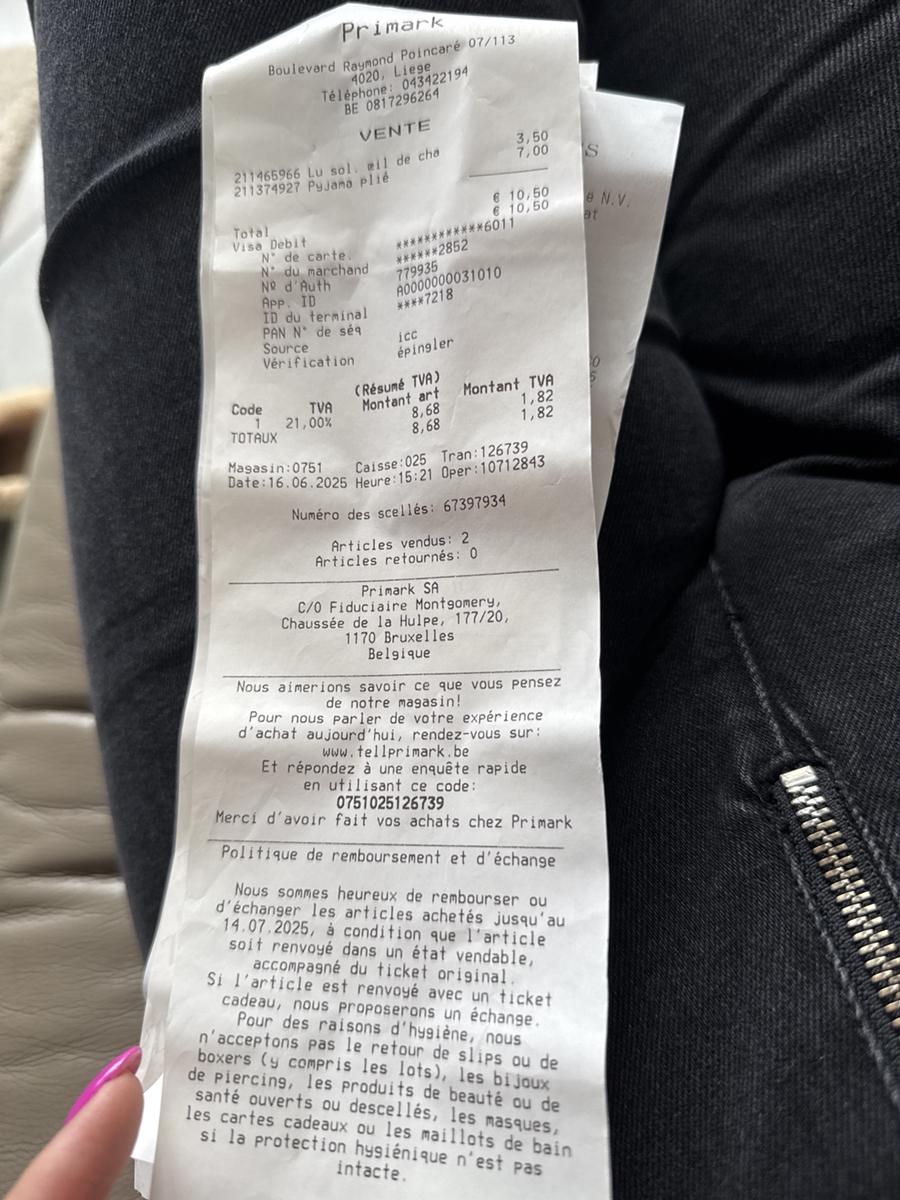 Primark
Boulevard Raymond Poincaré 07/113
4020, Liege
Téléphone: 043422194
BE 0817296264
VENTE
211465966 Lu sol. œil de cha 3,50
211374927 Pyjama plié 7,00
Total € 10,50
Visa Debit € 10,50
N° de carte. ************6011
N° du marchand ******2852
Nº d'Auth 779935
App. ID A0000000031010
ID du terminal ****7218
PAN N° de séq
Source icc
Vérification épingler
(Résumé TVA)
Code TVA Montant art Montant TVA
1 21,00% 8,68 1,82
TOTAUX 8,68 1,82
Magasin:0751 Caisse:025 Tran:126739
Date:16.06.2025 Heure:15:21 Oper:10712843
Numéro des scellés: 67397934
Articles vendus: 2
Articles retournés: 0
Primark SA
C/O Fiduciaire Montgomery,
Chaussée de la Hulpe, 177/20,
1170 Bruxelles
Belgique
Nous aimerions savoir ce que vous pensez
de notre magasin!
Pour nous parler de votre expérience
d'achat aujourd'hui, rendez-vous sur:
www.tellprimark.be
Et répondez à une enquête rapide
en utilisant ce code:
0751025126739
Merci d'avoir fait vos achats chez Primark
Politique de remboursement et d'échange
Nous sommes heureux de rembourser ou
d'échanger les articles achetés jusqu'au
14.07.2025, à condition que l'article
soit renvoyé dans un état vendable,
accompagné du ticket original.
Si l'article est renvoyé avec un ticket
cadeau, nous proposerons un échange.
Pour des raisons d'hygiène, nous
n'acceptons pas le retour de slips ou de
boxers (y compris les lots), les bijoux
de piercing, les produits de beauté ou de
santé ouverts ou descellés, les masques,
les cartes cadeaux ou les maillots de bain
si la protection hygiénique n'est pas
intacte.
N.V.